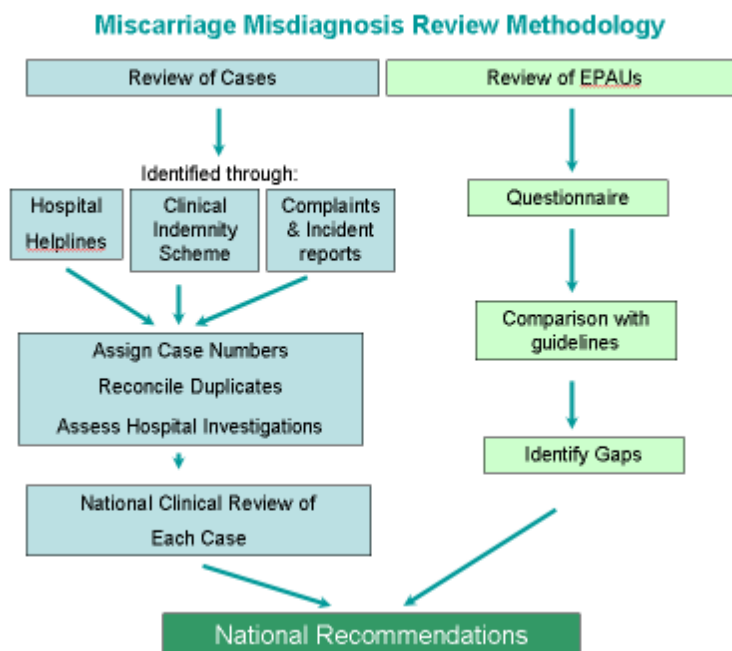 Miscarriage Misdiagnosis Review Methodology
Review of Cases
Review of EPAUs
Identified through:
Hospital
Helplines
Clinical
Indemnity
Scheme
Complaints
& Incident
reports
Questionnaire
Comparison with
guidelines
Assign Case Numbers
Reconcile Duplicates
Assess Hospital Investigations
Identify Gaps
National Clinical Review of
Each Case
National Recommendations